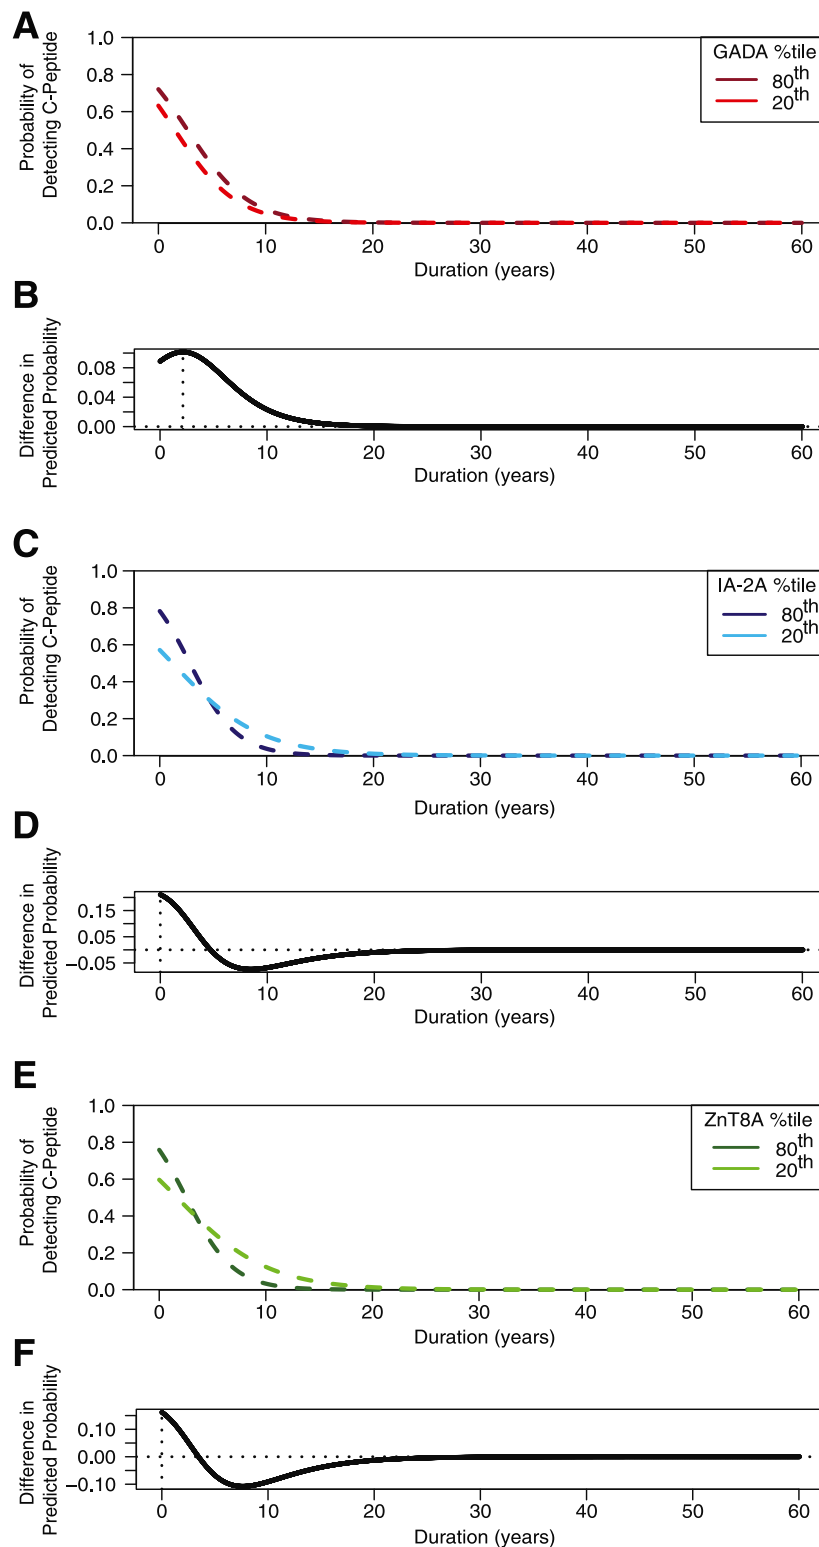 A
Probability of
Detecting C-Peptide
1.0
0.8
0.6
0.4
0.2
0.0
GADA %tile
80th
20th
0 10 20 30 40 50 60
Duration (years)
B
Difference in
Predicted Probability
0.08
0.04
0.00
0 10 20 30 40 50 60
Duration (years)
C
Probability of
Detecting C-Peptide
1.0
0.8
0.6
0.4
0.2
0.0
IA-2A %tile
80th
20th
0 10 20 30 40 50 60
Duration (years)
D
Difference in
Predicted Probability
0.15
0.05
−0.05
0 10 20 30 40 50 60
Duration (years)
E
Probability of
Detecting C-Peptide
1.0
0.8
0.6
0.4
0.2
0.0
ZnT8A %tile
80th
20th
0 10 20 30 40 50 60
Duration (years)
F
Difference in
Predicted Probability
0.10
0.00
−0.10
0 10 20 30 40 50 60
Duration (years)